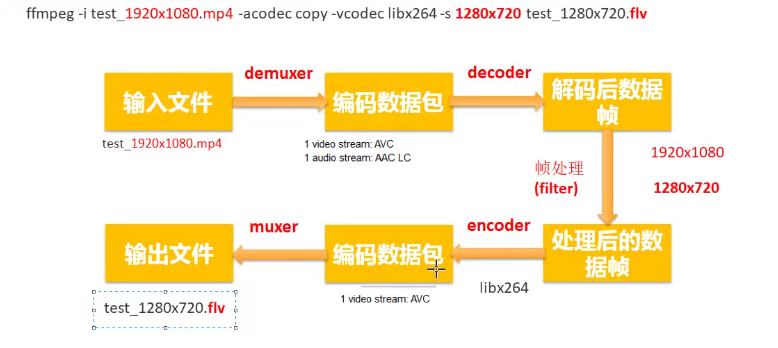 ffmpeg -i test_1920x1080.mp4 -acodec copy -vcodec libx264 -s 1280x720 test_1280x720.flv
demuxer
decoder
输入文件
编码数据包
解码后数据
帧
test_1920x1080.mp4
1 video stream: AVC
1 audio stream: AAC LC
帧处理
(filter)
1920x1080
1280x720
muxer
encoder
输出文件
编码数据包
处理后的数
据帧
libx264
test_1280x720.flv
1 video stream: AVC